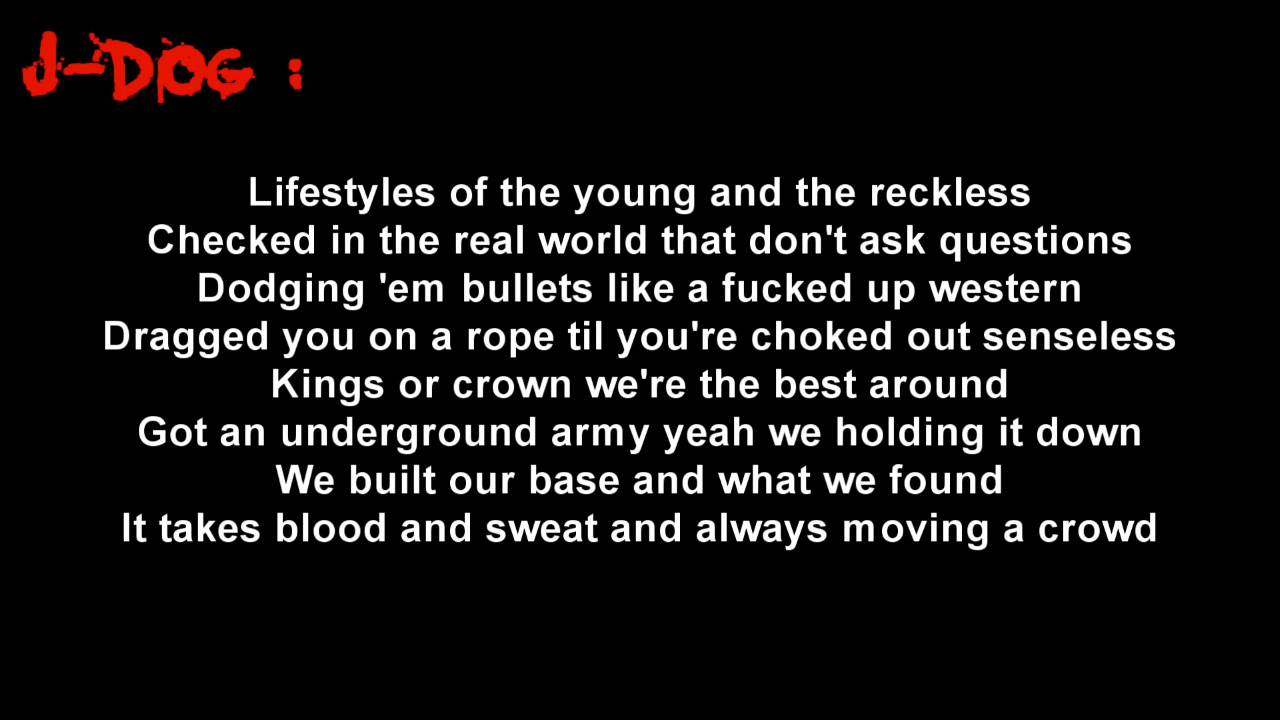 J-DOG :
Lifestyles of the young and the reckless
Checked in the real world that don't ask questions
Dodging 'em bullets like a fucked up western
Dragged you on a rope til you're choked out senseless
Kings or crown we're the best around
Got an underground army yeah we holding it down
We built our base and what we found
It takes blood and sweat and always moving a crowd